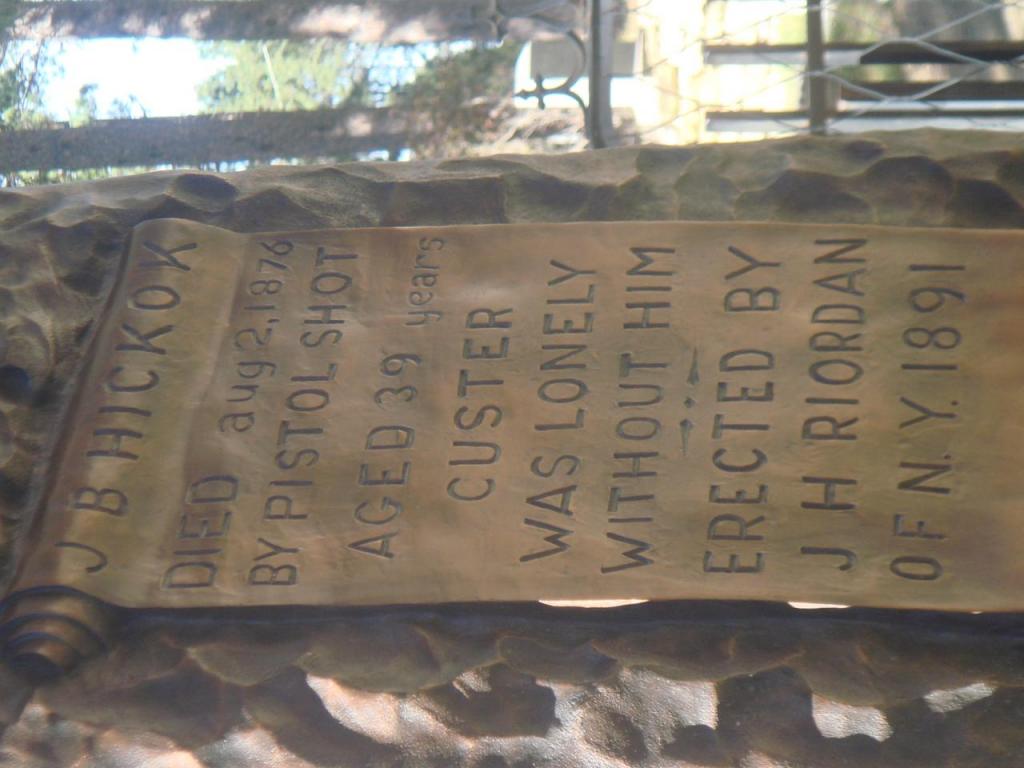 J B HICKOK
DIED aug 2, 1876
BY PISTOL SHOT
AGED 39 years
CUSTER
WAS LONELY
WITHOUT HIM
ERECTED BY
J H RIORDAN
OF N. Y. 1891